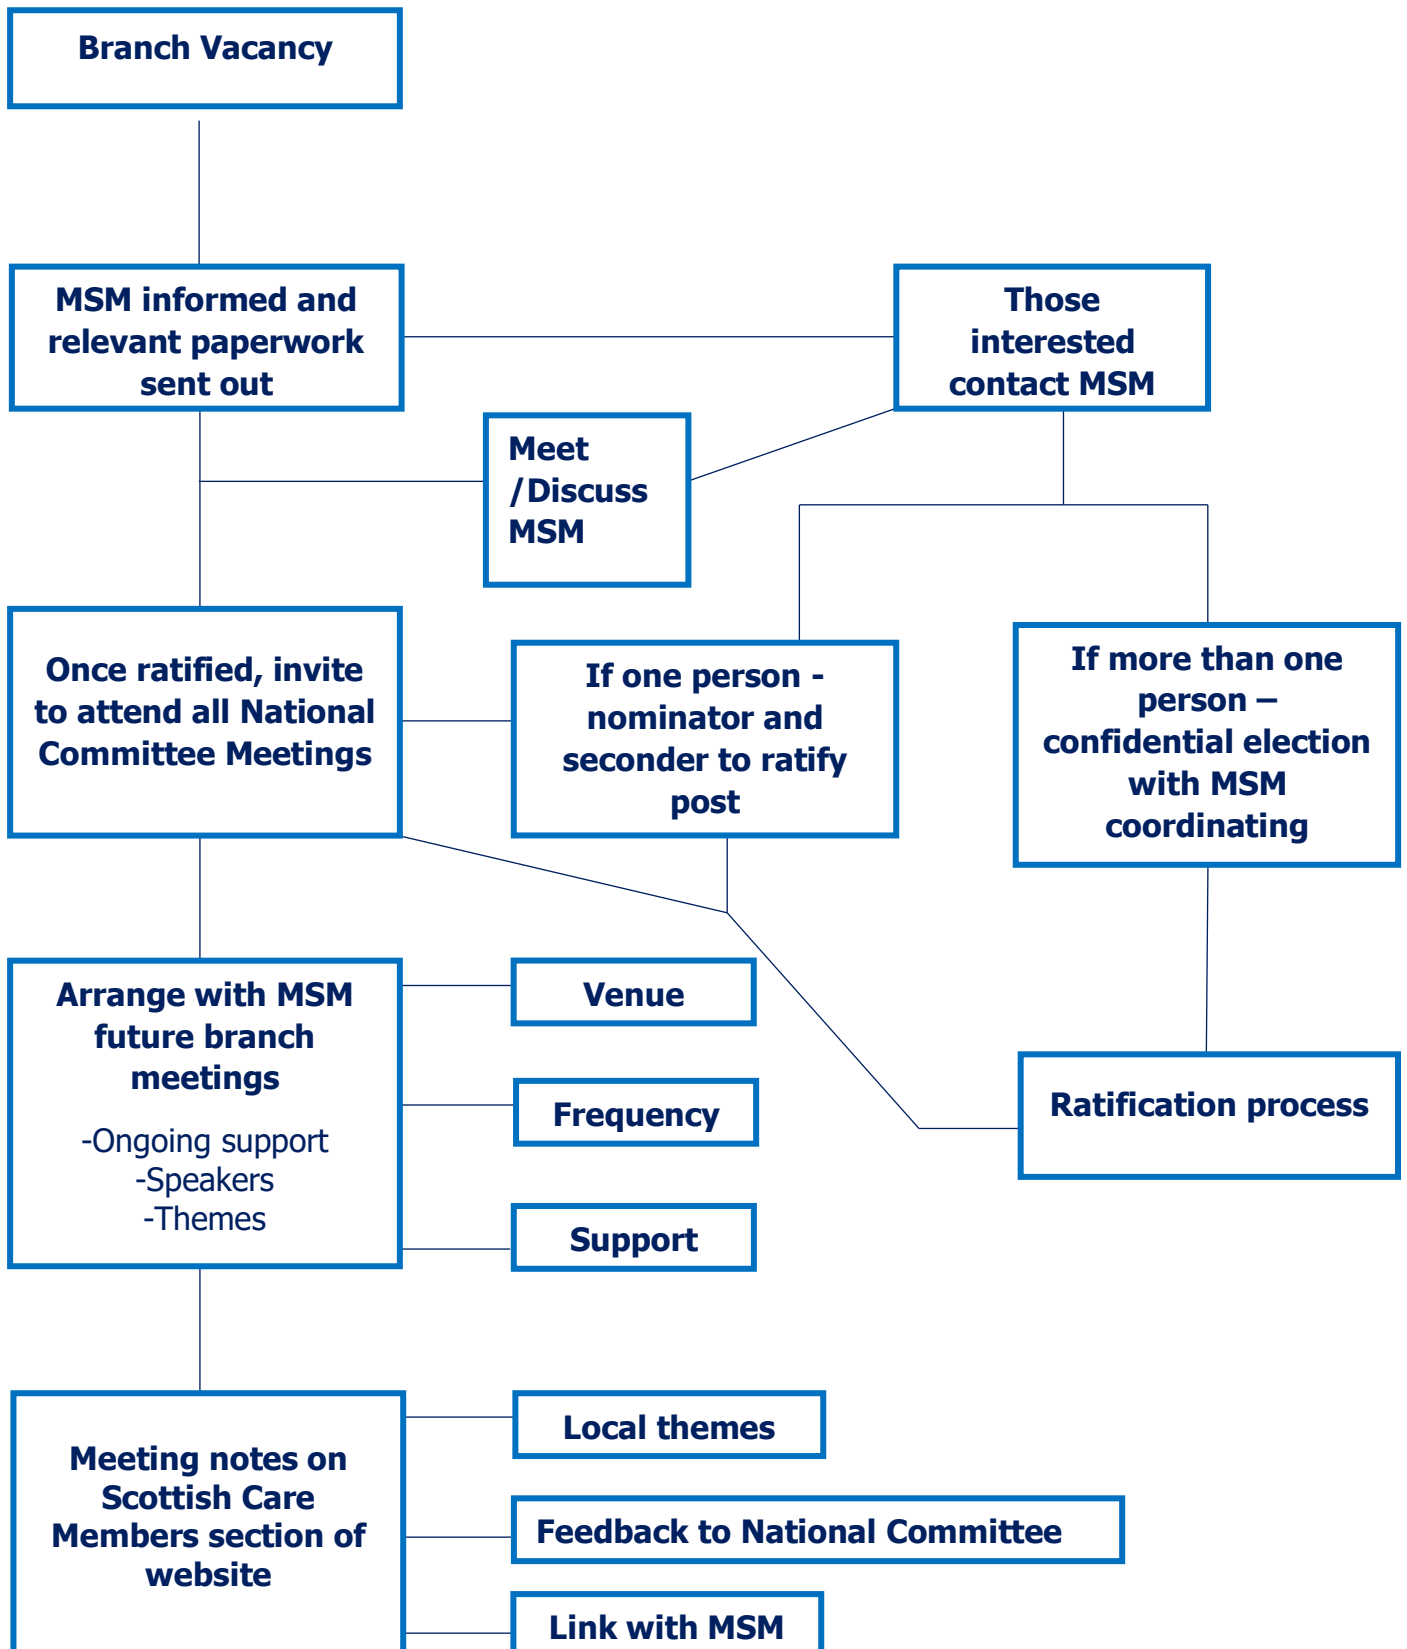 Branch Vacancy
MSM informed and
relevant paperwork
sent out
Those
interested
contact MSM
Meet
/Discuss
MSM
Once ratified, invite
to attend all National
Committee Meetings
If one person -
nominator and
seconder to ratify
post
If more than one
person –
confidential election
with MSM
coordinating
Arrange with MSM
future branch
meetings
-Ongoing support
-Speakers
-Themes
Venue
Frequency
Support
Ratification process
Meeting notes on
Scottish Care
Members section of
website
Local themes
Feedback to National Committee
Link with MSM